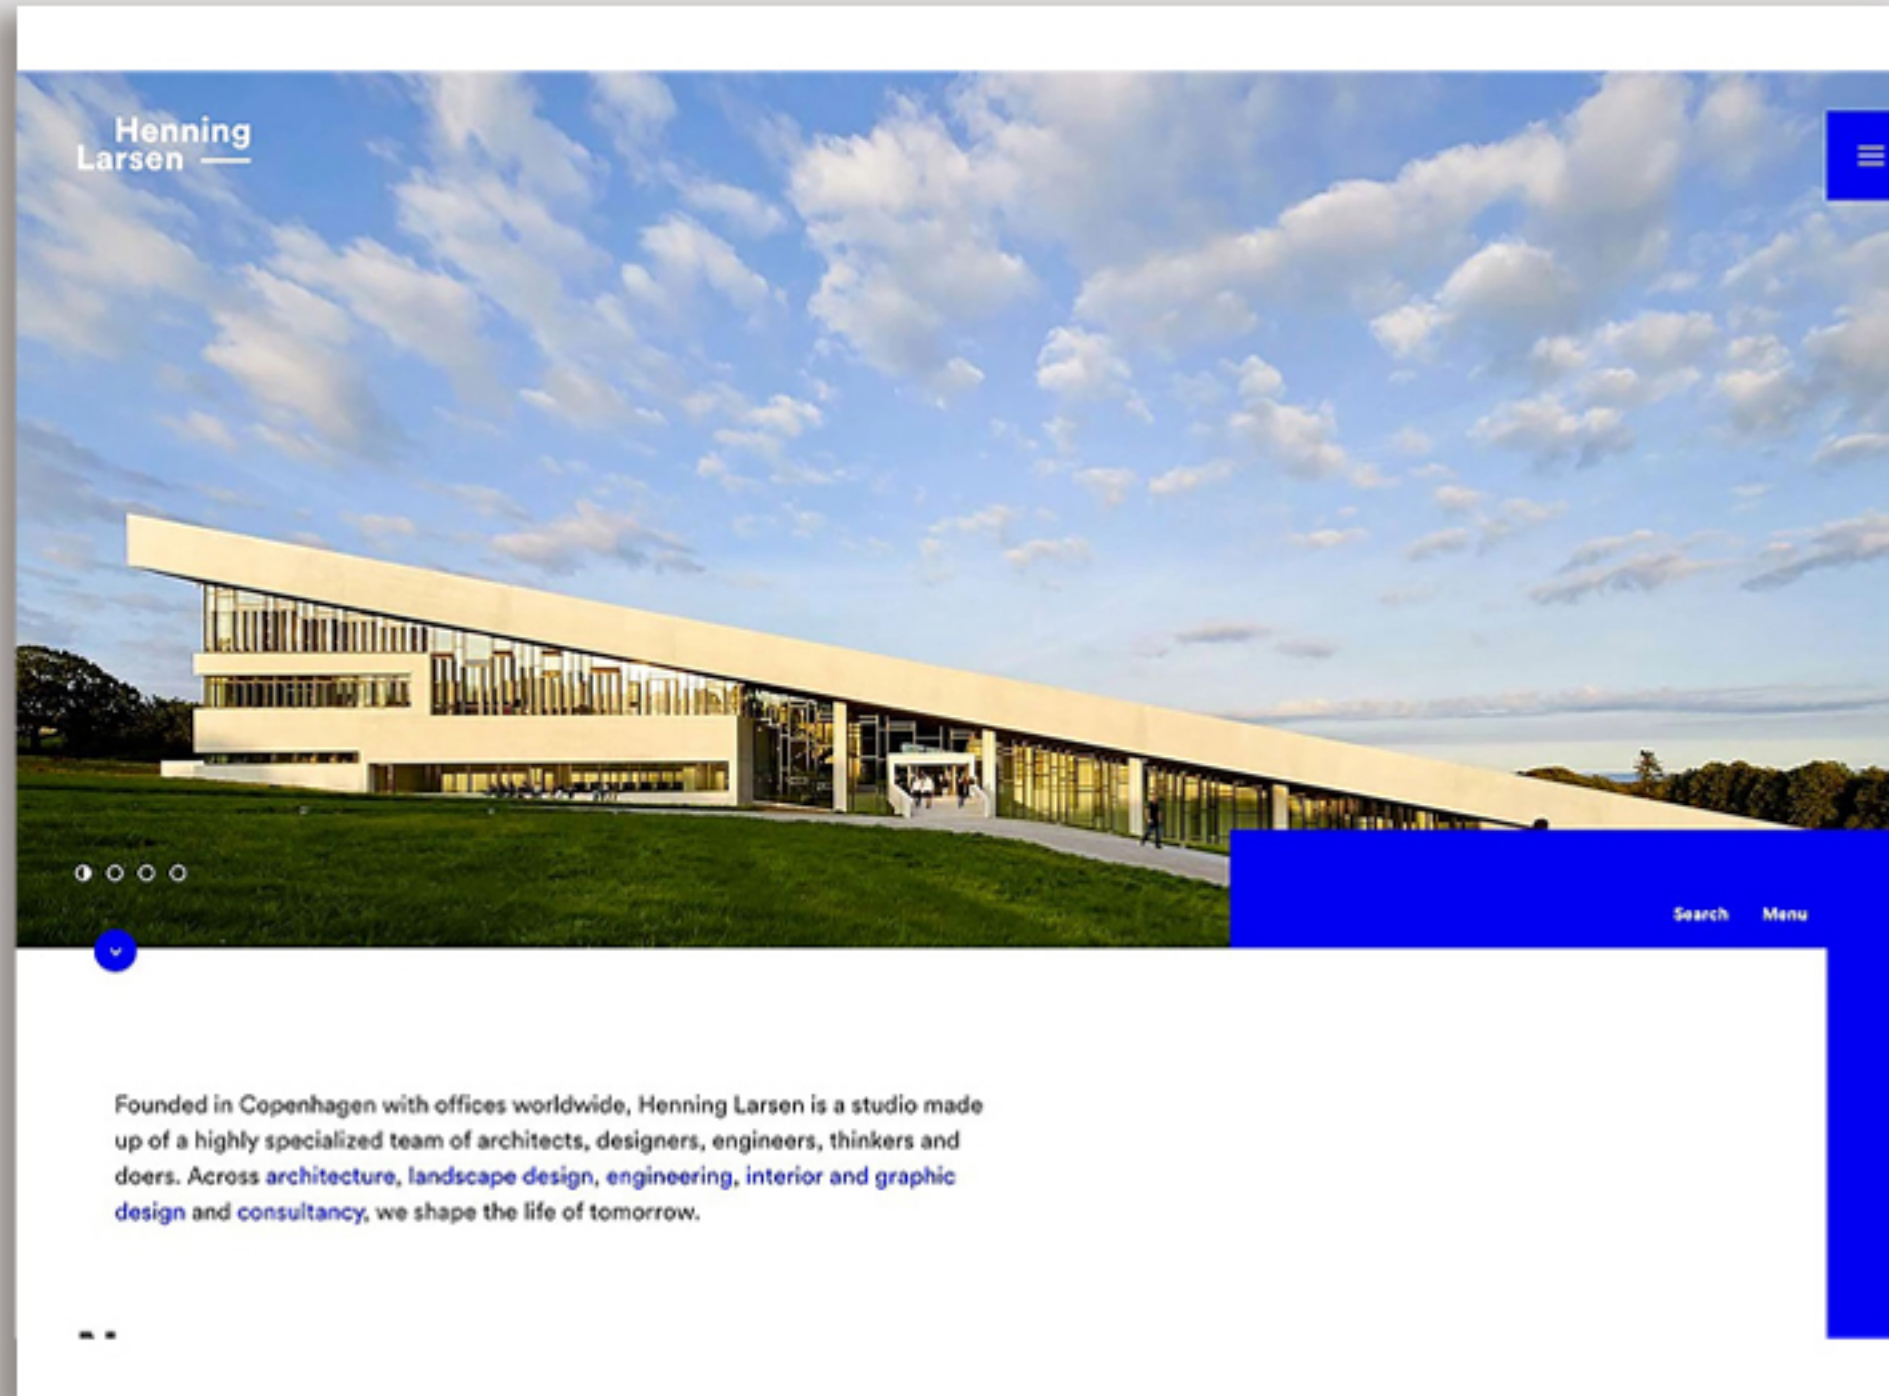 Henning
Larsen
Search Menu
Founded in Copenhagen with offices worldwide, Henning Larsen is a studio made
up of a highly specialized team of architects, designers, engineers, thinkers and
doers. Across architecture, landscape design, engineering, interior and graphic
design and consultancy, we shape the life of tomorrow.